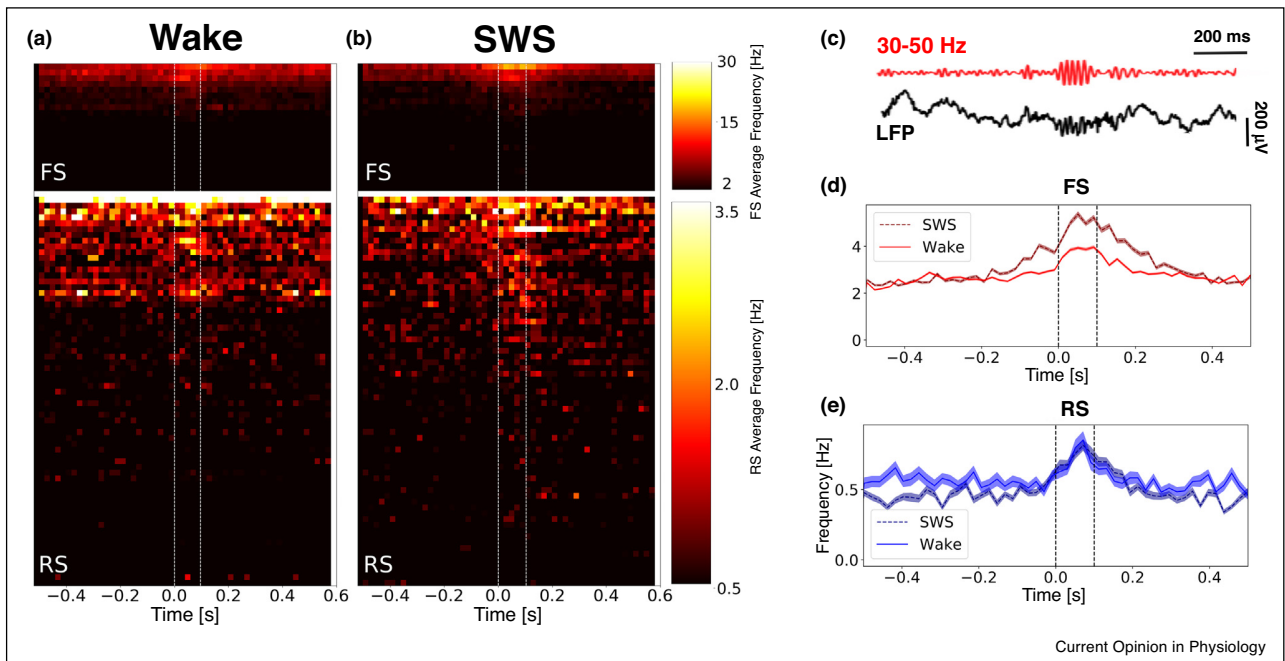 (a) Wake
(b) SWS
FS
FS
30
15
2
FS Average Frequency [Hz]
RS
RS
3.5
2.0
0.5
RS Average Frequency [Hz]
−0.4 −0.2 0.0 0.2 0.4 0.6
Time [s]
−0.4 −0.2 0.0 0.2 0.4 0.6
Time [s]
(c)
30-50 Hz
200 ms
LFP
200 µV
(d) FS
SWS
Wake
4
2
0
−0.4 −0.2 0.0 0.2 0.4
Time [s]
(e) RS
Frequency [Hz]
0.5
0.0
SWS
Wake
−0.4 −0.2 0.0 0.2 0.4
Time [s]
Current Opinion in Physiology